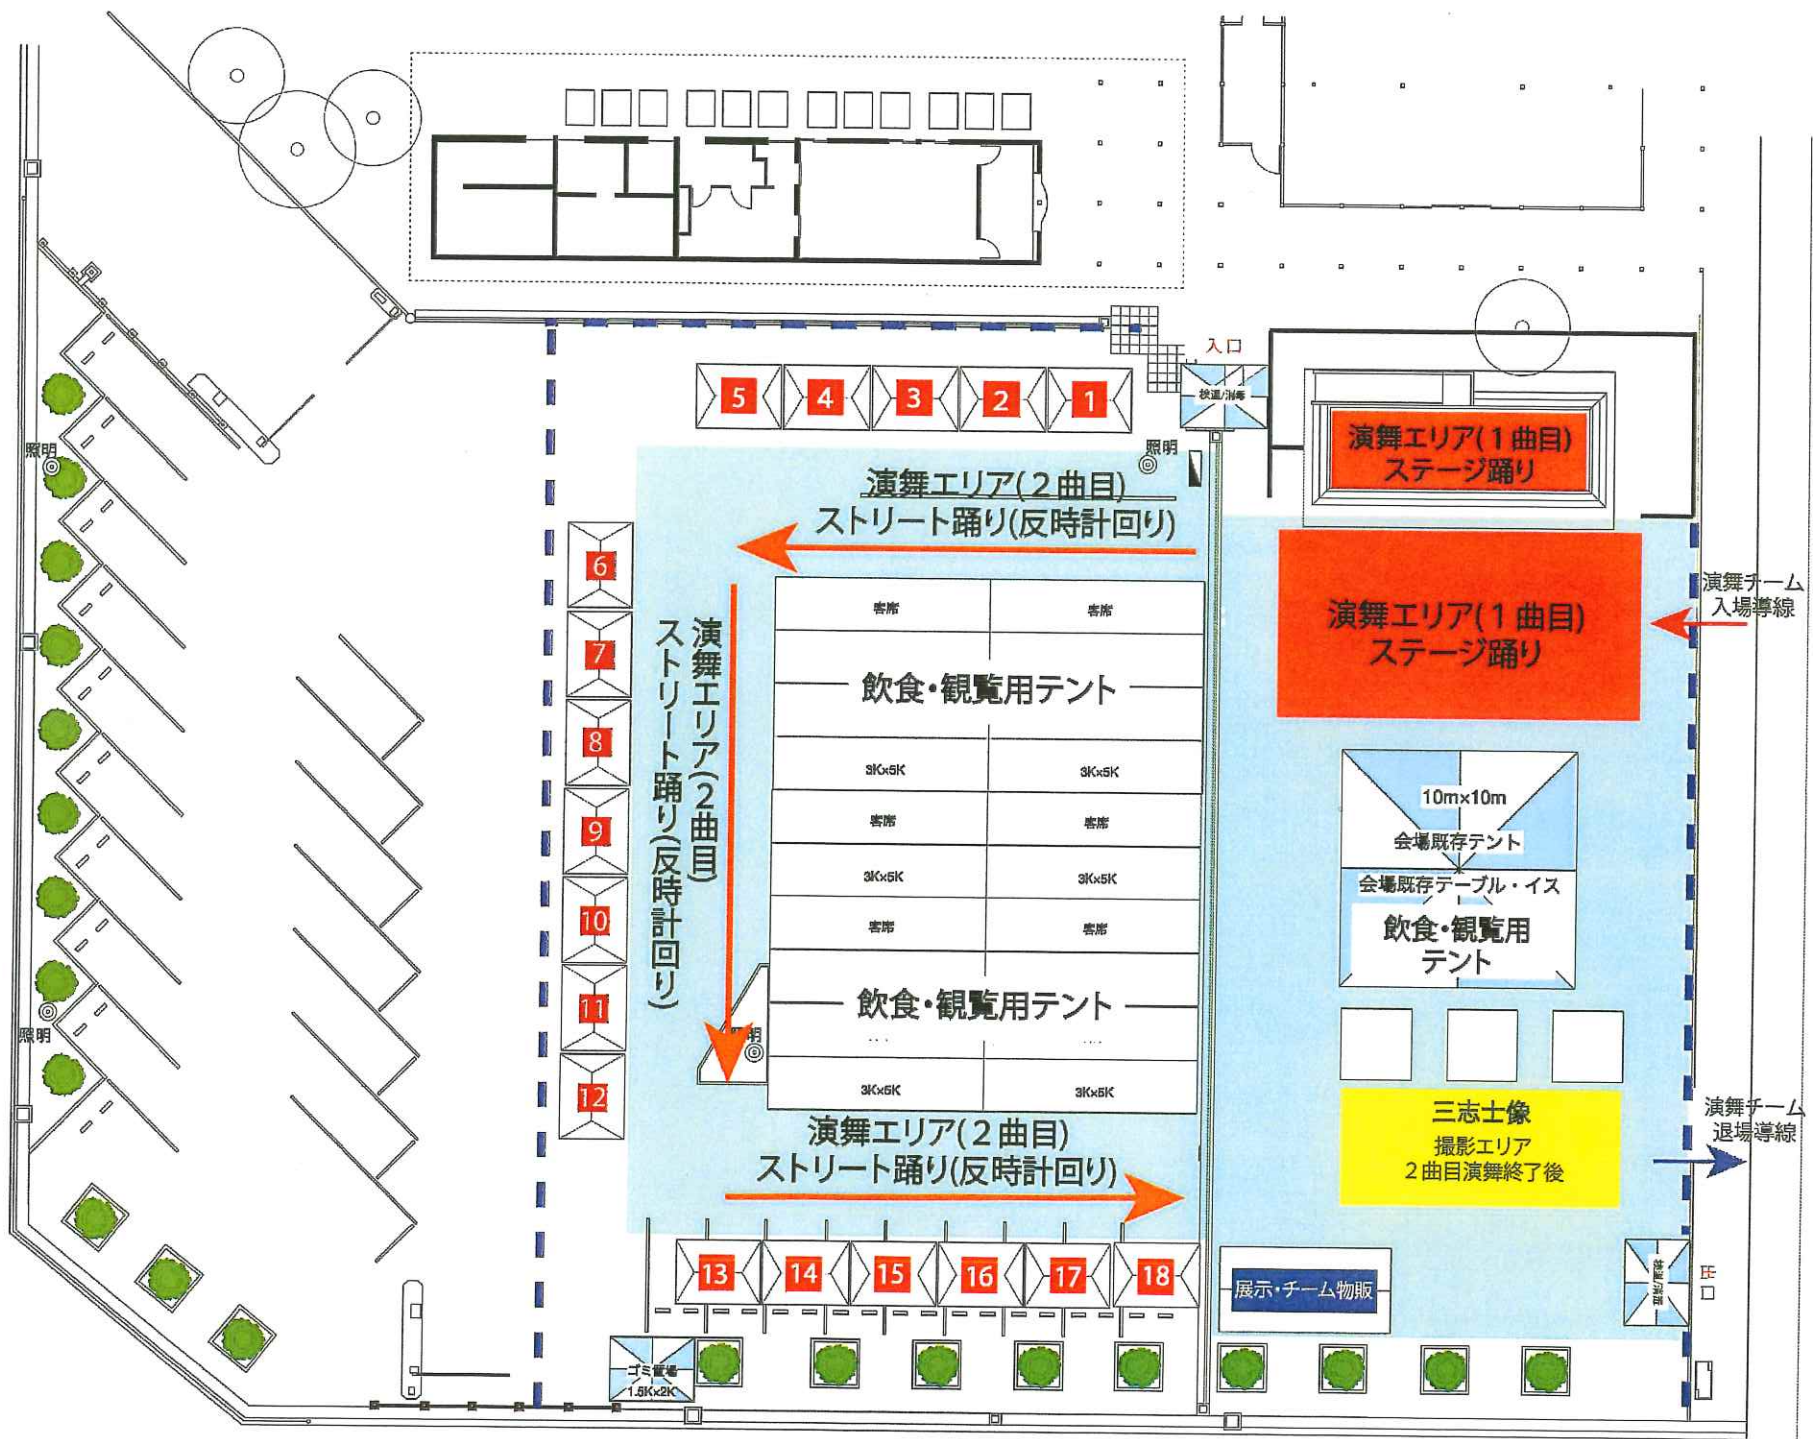 入口
検温/消毒
5
4
3
2
1
照明
照明
演舞エリア(1曲目)
ステージ踊り
演舞エリア(2曲目)
ストリート踊り(反時計回り)
6
7
8
9
10
11
12
演舞エリア(2曲目)
ストリート踊り(反時計回り)
客席
客席
飲食・観覧用テント
3Kx5K
3Kx5K
客席
客席
3Kx5K
3Kx5K
客席
客席
飲食・観覧用テント
3Kx5K
3Kx5K
演舞エリア(1曲目)
ステージ踊り
演舞チーム
入場導線
10m×10m
会場既存テント
会場既存テーブル・イス
飲食・観覧用
テント
照明
照明
演舞エリア(2曲目)
ストリート踊り(反時計回り)
三志士像
撮影エリア
2曲目演舞終了後
演舞チーム
退場導線
13
14
15
16
17
18
展示・チーム物販
出口
ゴミ置場
1.5Kx2K